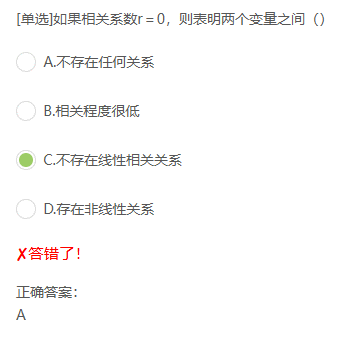 [单选]如果相关系数r = 0，则表明两个变量之间（）
A.不存在任何关系
B.相关程度很低
C.不存在线性相关关系
D.存在非线性关系
✗答错了！
正确答案：
A